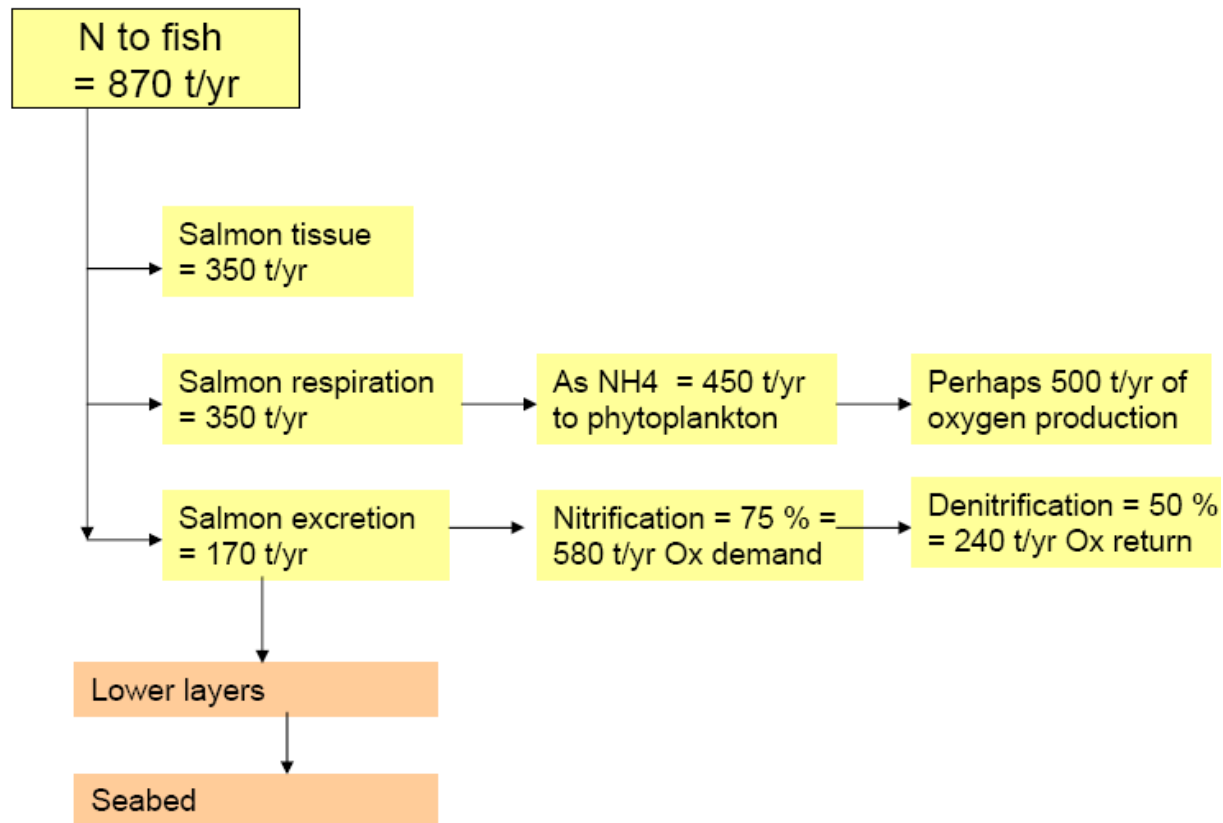 N to fish
= 870 t/yr
Salmon tissue
= 350 t/yr
Salmon respiration
= 350 t/yr
As NH4 = 450 t/yr
to phytoplankton
Perhaps 500 t/yr of
oxygen production
Salmon excretion
= 170 t/yr
Nitrification = 75 % =
580 t/yr Ox demand
Denitrification = 50 %
= 240 t/yr Ox return
Lower layers
Seabed